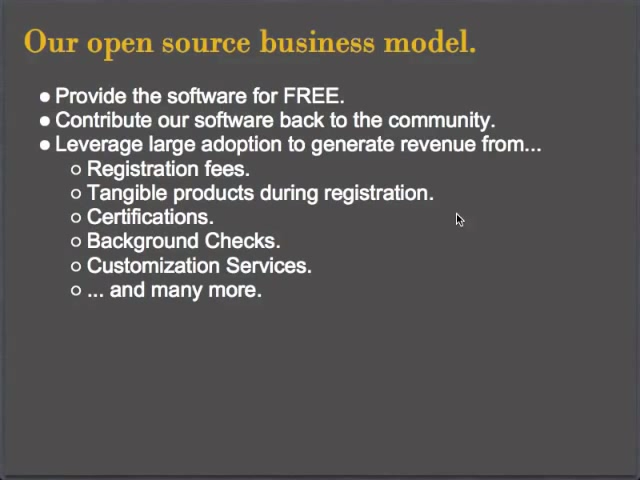 Our open source business model.
● Provide the software for FREE.
● Contribute our software back to the community.
● Leverage large adoption to generate revenue from...
○ Registration fees.
○ Tangible products during registration.
○ Certifications.
○ Background Checks.
○ Customization Services.
○ ... and many more.